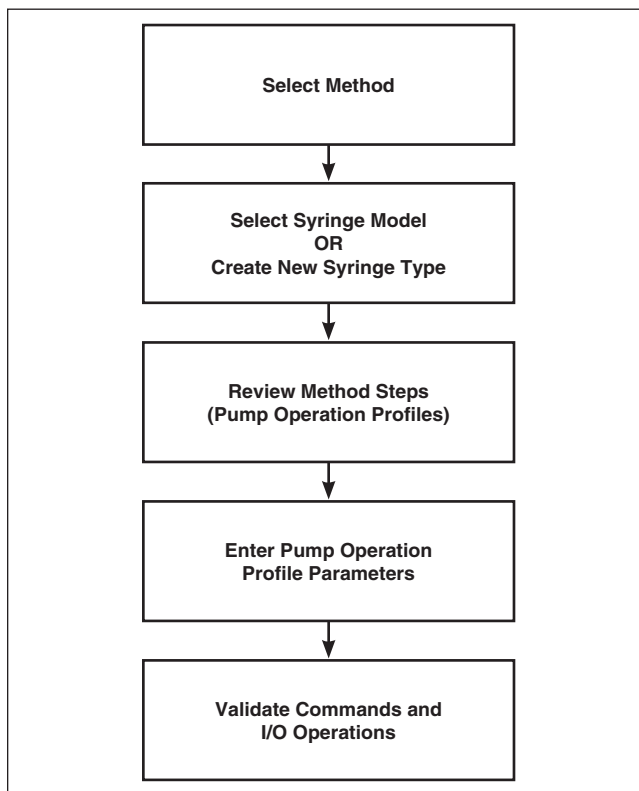 Select Method
Select Syringe Model
OR
Create New Syringe Type
Review Method Steps
(Pump Operation Profiles)
Enter Pump Operation
Profile Parameters
Validate Commands and
I/O Operations